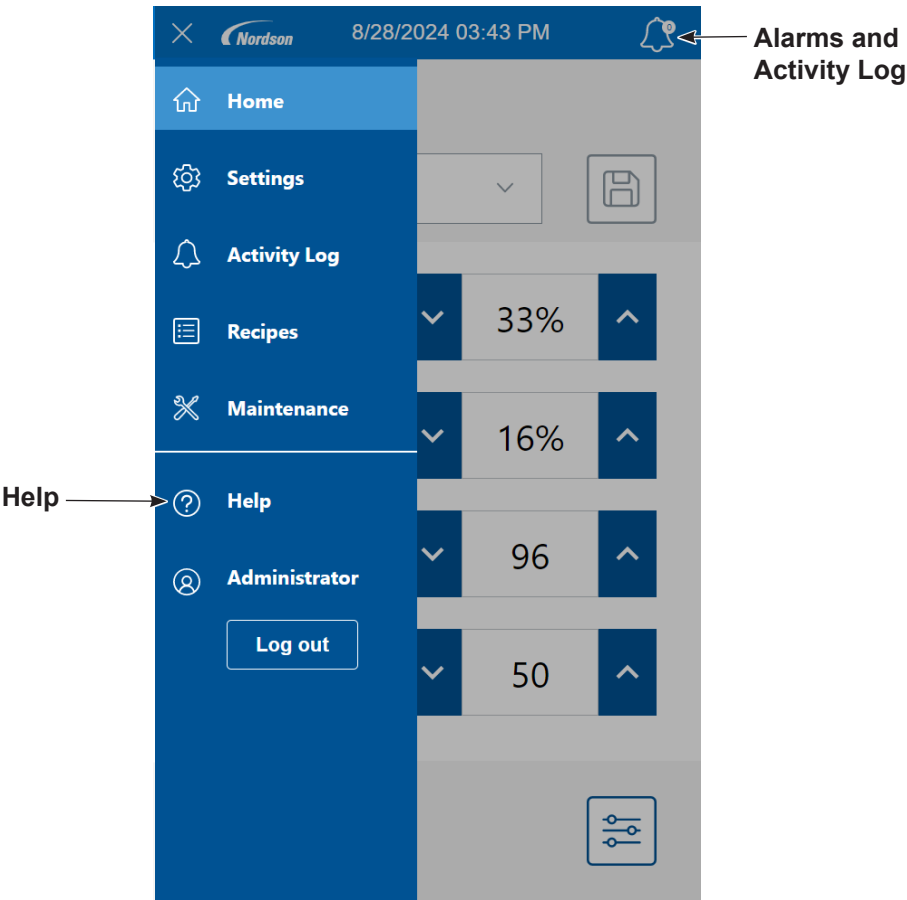 Nordson
8/28/2024 03:43 PM
0
Alarms and
Activity Log
Home
Settings
Activity Log
33%
Recipes
Maintenance
16%
Help
Help
96
Administrator
Log out
50